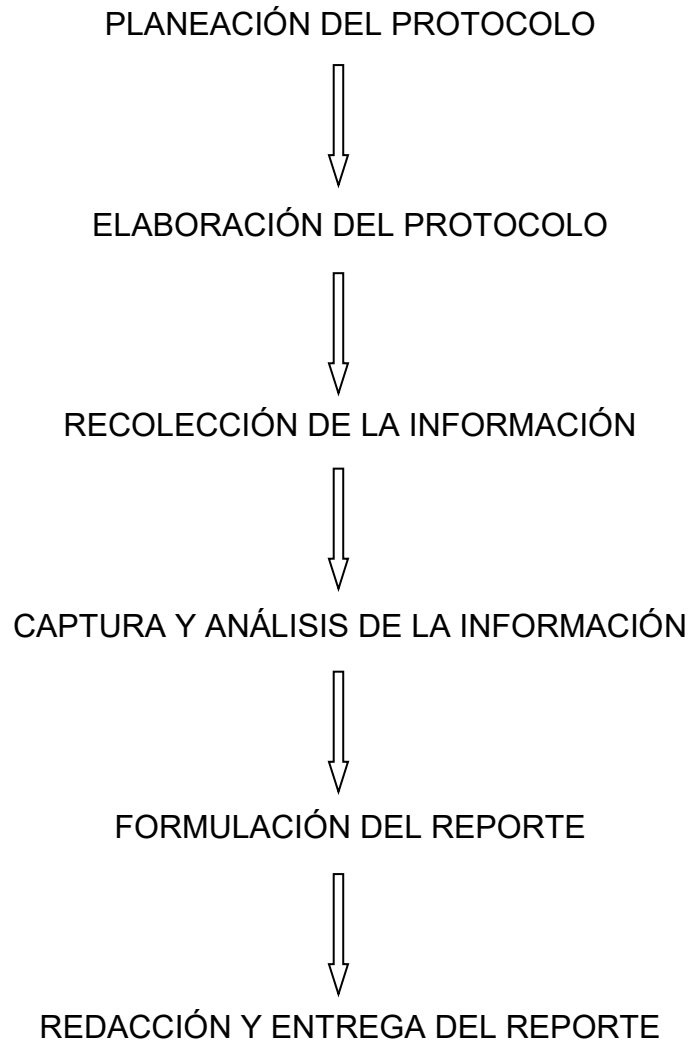 PLANEACIÓN DEL PROTOCOLO
ELABORACIÓN DEL PROTOCOLO
RECOLECCIÓN DE LA INFORMACIÓN
CAPTURA Y ANÁLISIS DE LA INFORMACIÓN
FORMULACIÓN DEL REPORTE
REDACCIÓN Y ENTREGA DEL REPORTE